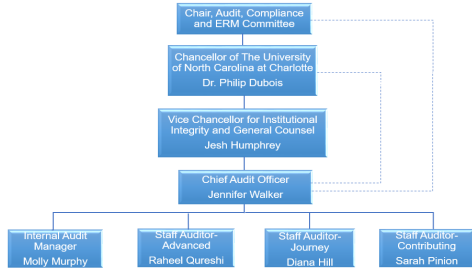 Chair, Audit, Compliance
and ERM Committee
Chancellor of The University
of North Carolina at Charlotte
Dr. Philip Dubois
Vice Chancellor for Institutional
Integrity and General Counsel
Jesh Humphrey
Chief Audit Officer
Jennifer Walker
Internal Audit
Manager
Molly Murphy
Staff Auditor-
Advanced
Raheel Qureshi
Staff Auditor-
Journey
Diana Hill
Staff Auditor-
Contributing
Sarah Pinion